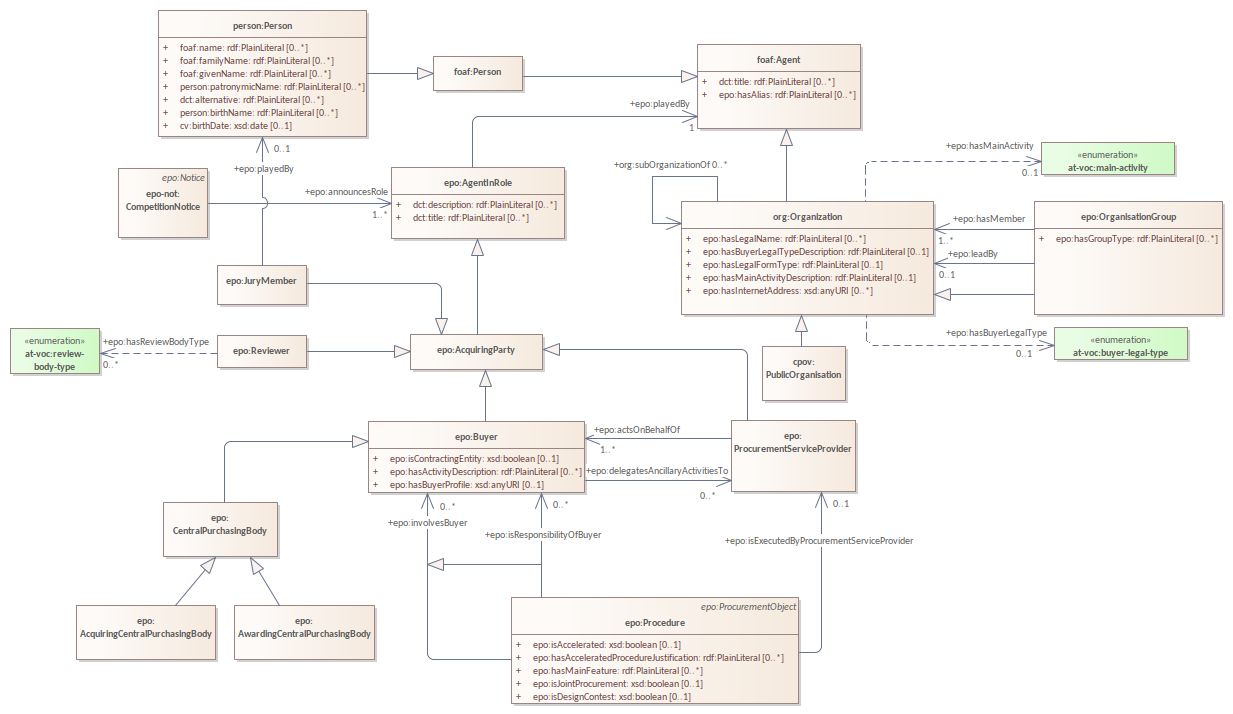 person:Person
+ foaf:name: rdf:PlainLiteral [0..*]
+ foaf:familyName: rdf:PlainLiteral [0..*]
+ foaf:givenName: rdf:PlainLiteral [0..*]
+ person:patronymicName: rdf:PlainLiteral [0..*]
+ dct:alternative: rdf:PlainLiteral [0..*]
+ person:birthName: rdf:PlainLiteral [0..*]
+ cv:birthDate: xsd:date [0..1]
foaf:Person
foaf:Agent
+ dct:title: rdf:PlainLiteral [0..*]
+ epo:hasAlias: rdf:PlainLiteral [0..*]
+epo:playedBy
1
0..1
+epo:playedBy
epo:Notice
epo-not:
CompetitionNotice
+epo:announcesRole
1..*
epo:AgentInRole
+ dct:description: rdf:PlainLiteral [0..*]
+ dct:title: rdf:PlainLiteral [0..*]
+org:subOrganizationOf 0..*
+epo:hasMainActivity
0..1
«enumeration»
at-voc:main-activity
org:Organization
+ epo:hasLegalName: rdf:PlainLiteral [0..*]
+ epo:hasBuyerLegalTypeDescription: rdf:PlainLiteral [0..1]
+ epo:hasLegalFormType: rdf:PlainLiteral [0..1]
+ epo:hasMainActivityDescription: rdf:PlainLiteral [0..1]
+ epo:hasInternetAddress: xsd:anyURI [0..*]
+epo:hasMember
1..*
+epo:leadBy
0..1
epo:OrganisationGroup
+ epo:hasGroupType: rdf:PlainLiteral [0..*]
epo:JuryMember
«enumeration»
at-voc:review-
body-type
+epo:hasReviewBodyType
0..*
epo:Reviewer
epo:AcquiringParty
cpov:
PublicOrganisation
+epo:hasBuyerLegalType
0..1
«enumeration»
at-voc:buyer-legal-type
epo:Buyer
+ epo:isContractingEntity: xsd:boolean [0..1]
+ epo:hasActivityDescription: rdf:PlainLiteral [0..*]
+ epo:hasBuyerProfile: xsd:anyURI [0..1]
+epo:actsOnBehalfOf
1..*
+epo:delegatesAncillaryActivitiesTo
0..*
epo:
ProcurementServiceProvider
epo:
CentralPurchasingBody
0..*
+epo:involvesBuyer
0..*
+epo:isResponsibilityOfBuyer
0..1
+epo:isExecutedByProcurementServiceProvider
epo:
AcquiringCentralPurchasingBody
epo:
AwardingCentralPurchasingBody
epo:ProcurementObject
epo:Procedure
+ epo:isAccelerated: xsd:boolean [0..1]
+ epo:hasAcceleratedProcedureJustification: rdf:PlainLiteral [0..*]
+ epo:hasMainFeature: rdf:PlainLiteral [0..*]
+ epo:isJointProcurement: xsd:boolean [0..1]
+ epo:isDesignContest: xsd:boolean [0..1]